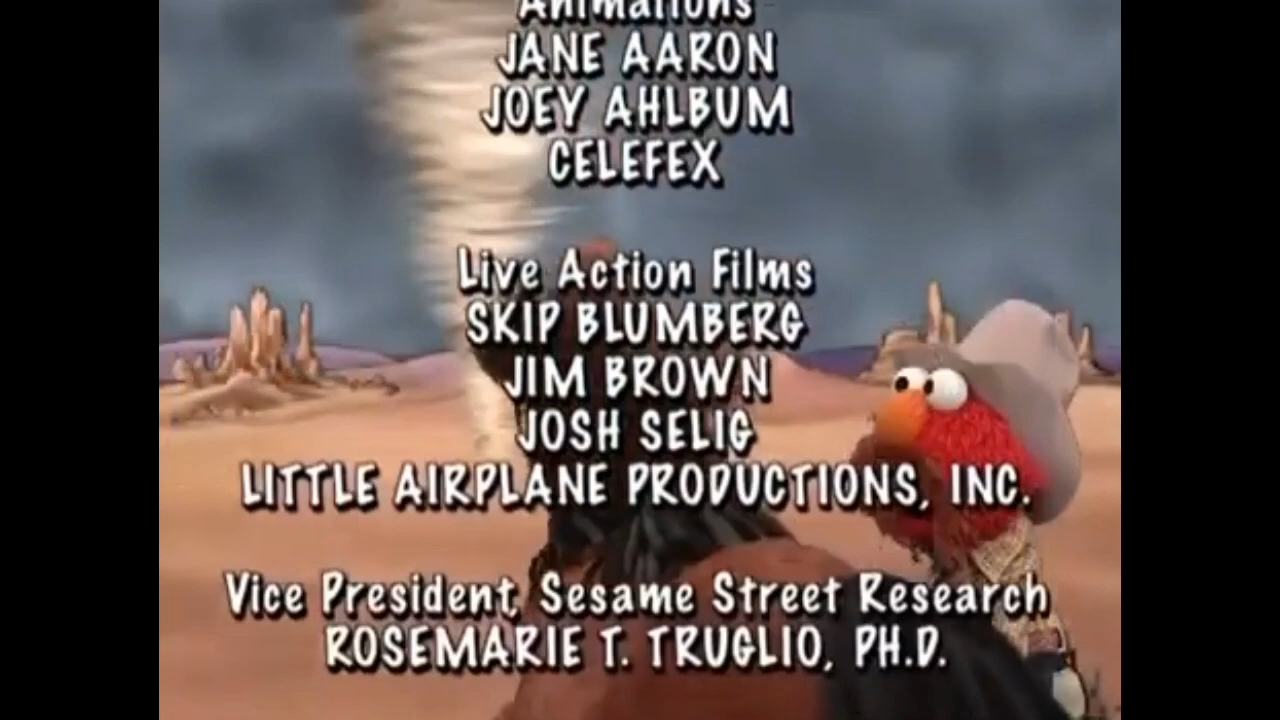 Animations
JANE AARON
JOEY AHLBUM
CELEFEX
Live Action Films
SKIP BLUMBERG
JIM BROWN
JOSH SELIG
LITTLE AIRPLANE PRODUCTIONS, INC.
Vice President, Sesame Street Research
ROSEMARIE T. TRUGLIO, PH.D.